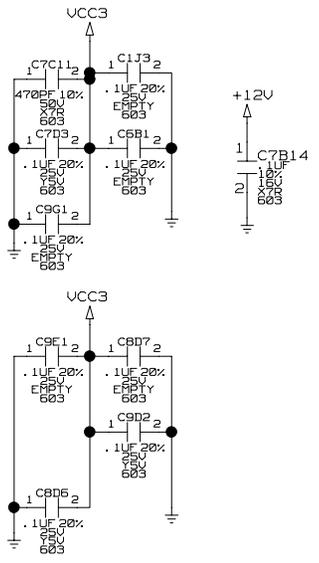 VCC3
C7C11
1 2
470PF 10%
50V
X7R
603
C1J3
1 2
.1UF 20%
25V
EMPTY
603
C7D3
1 2
.1UF 20%
25V
Y5V
603
C6B1
1 2
.1UF 20%
25V
EMPTY
603
C9G1
1 2
.1UF 20%
25V
EMPTY
603
+12V
1
C7B14
.1UF
10%
16V
X7R
603
2
VCC3
C9E1
1 2
.1UF 20%
25V
EMPTY
603
C8D7
1 2
.1UF 20%
25V
EMPTY
603
C9D2
1 2
.1UF 20%
25V
Y5V
603
C8D6
1 2
.1UF 20%
25V
Y5V
603